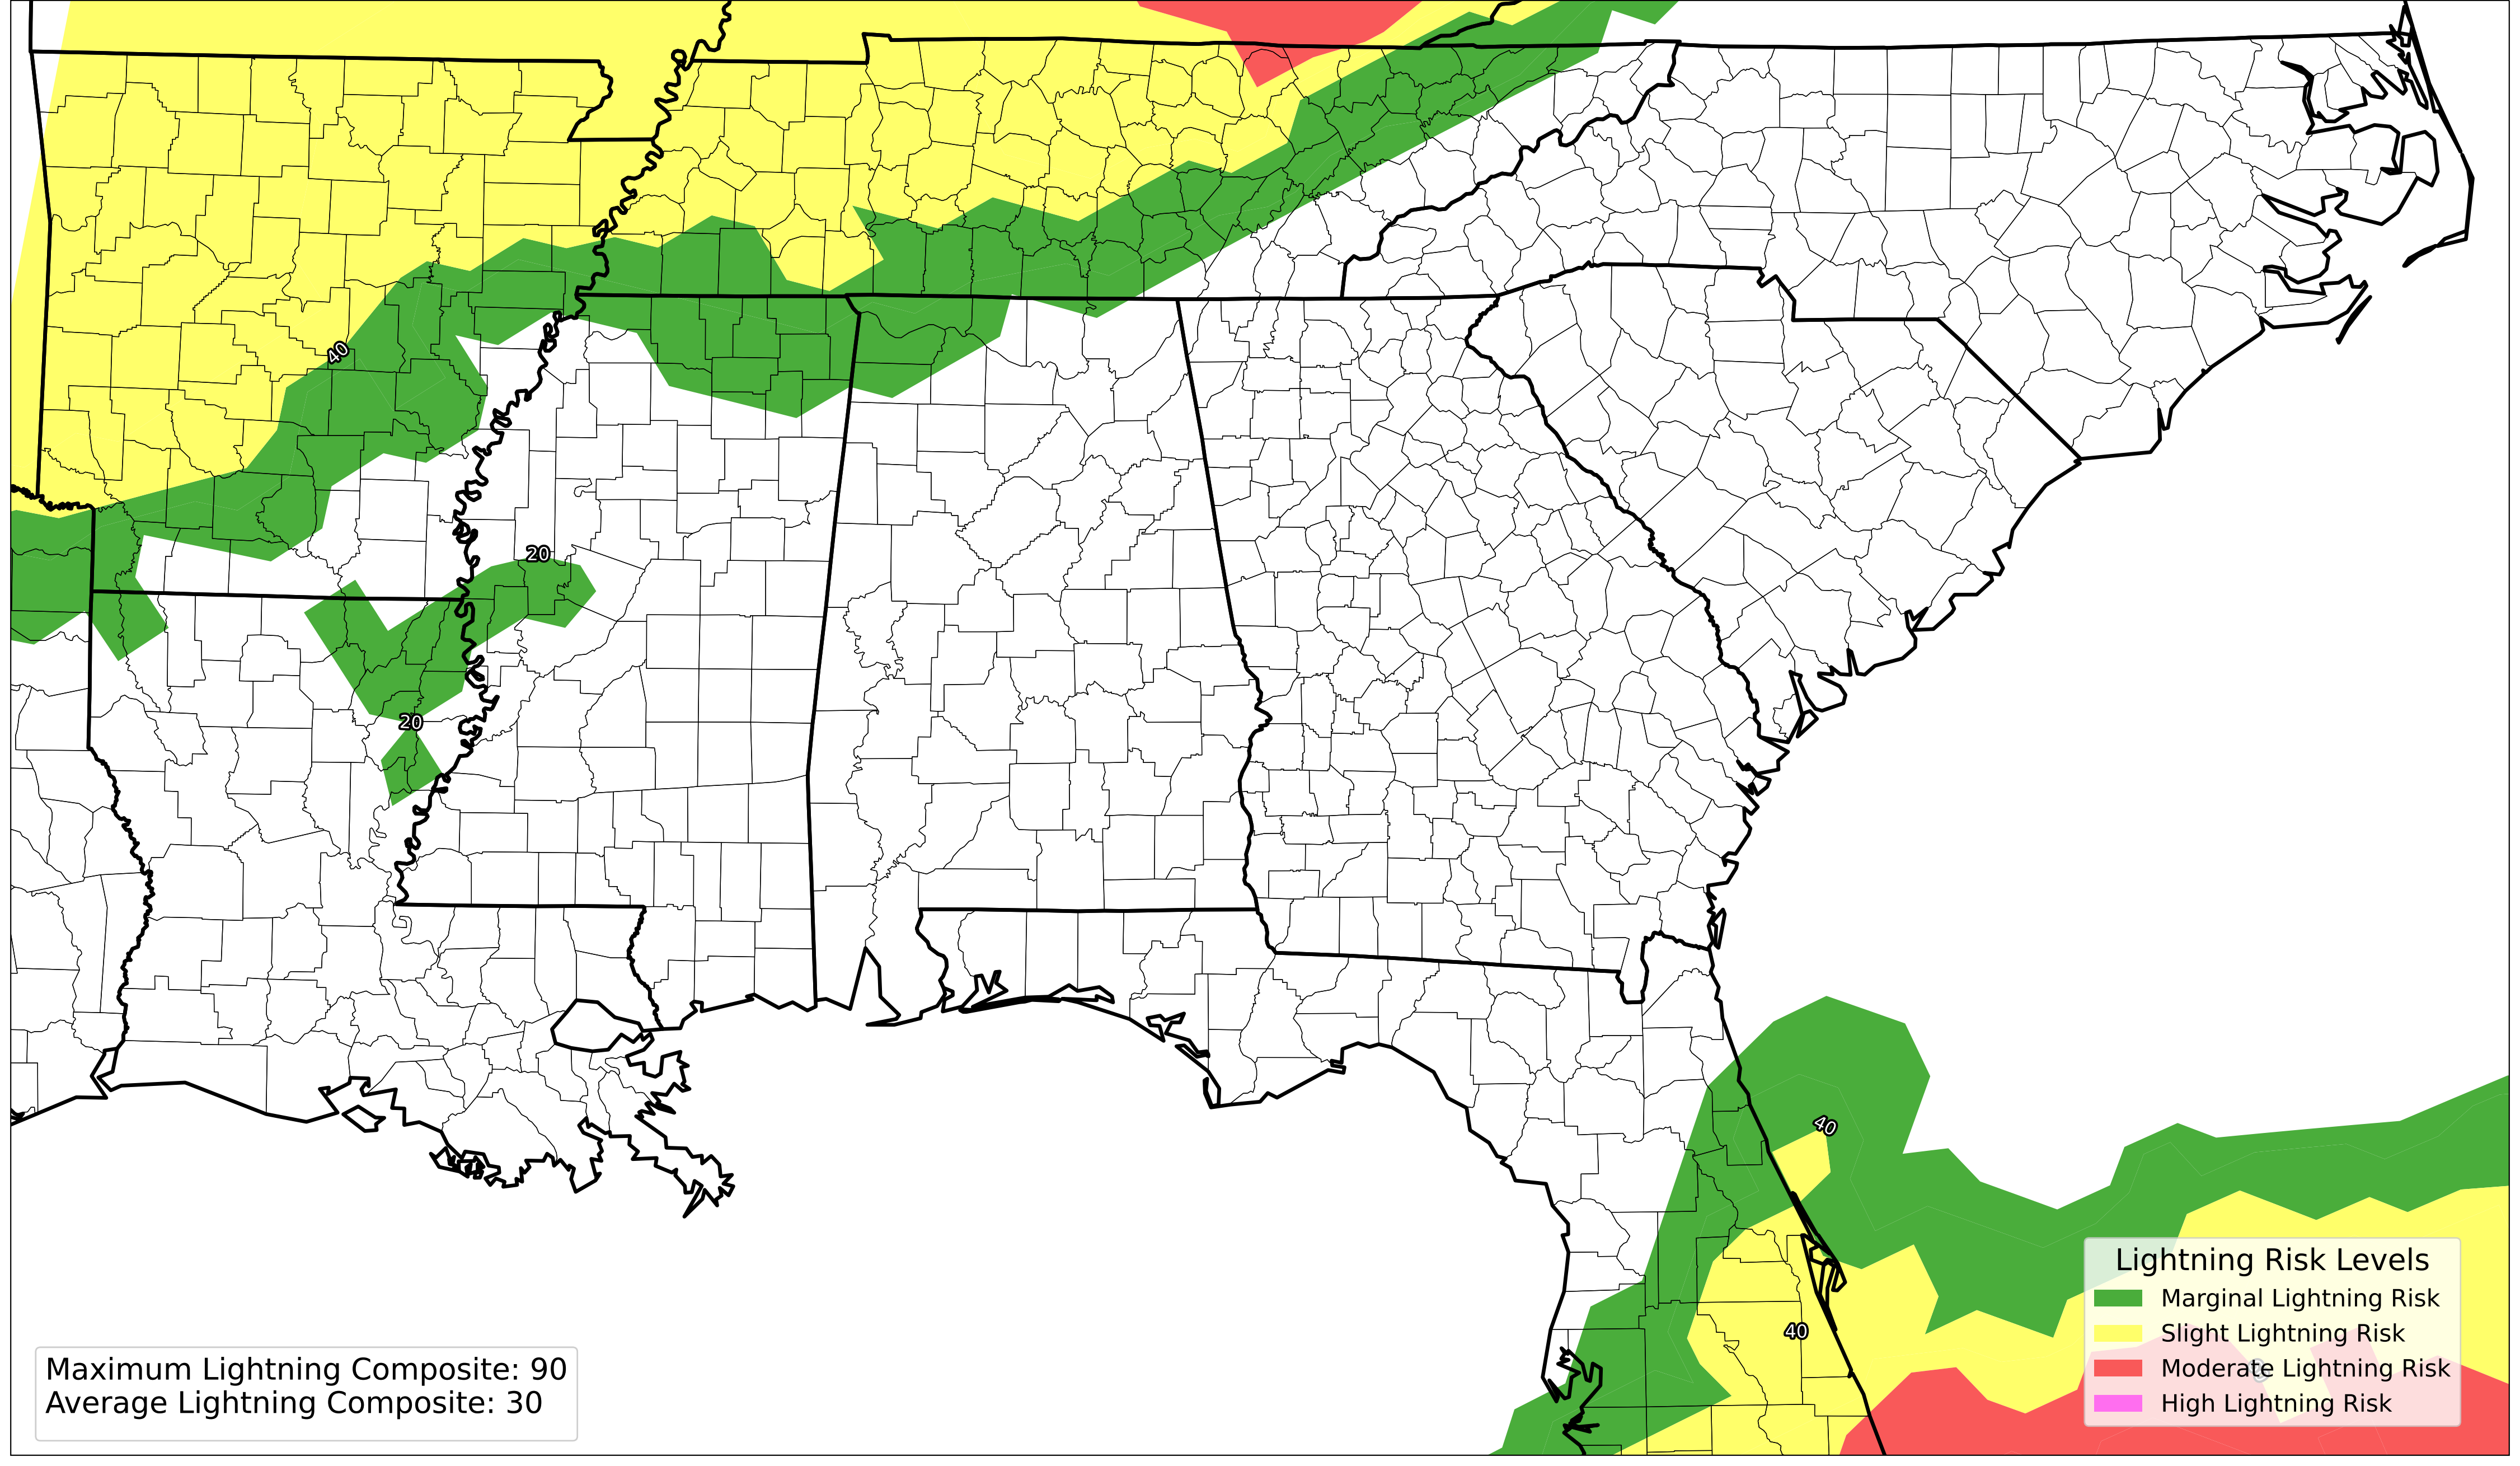 40
20
20
40
40
Lightning Risk Levels
Marginal Lightning Risk
Slight Lightning Risk
Moderate Lightning Risk
High Lightning Risk
Maximum Lightning Composite: 90
Average Lightning Composite: 30